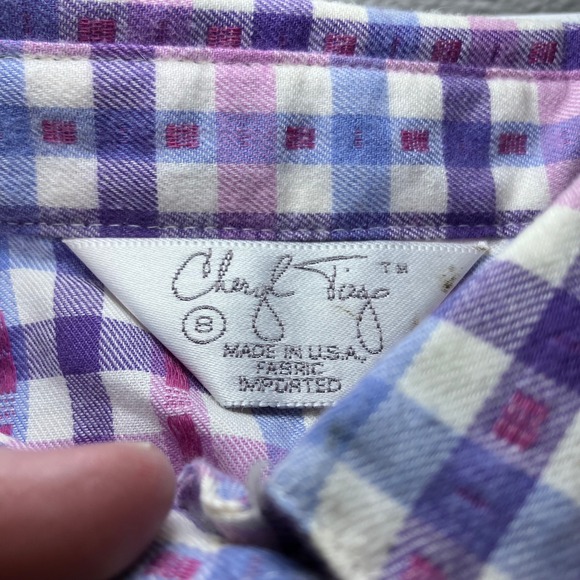 Cheryl Tiegs™
8
MADE IN U.S.A.
FABRIC
IMPORTED